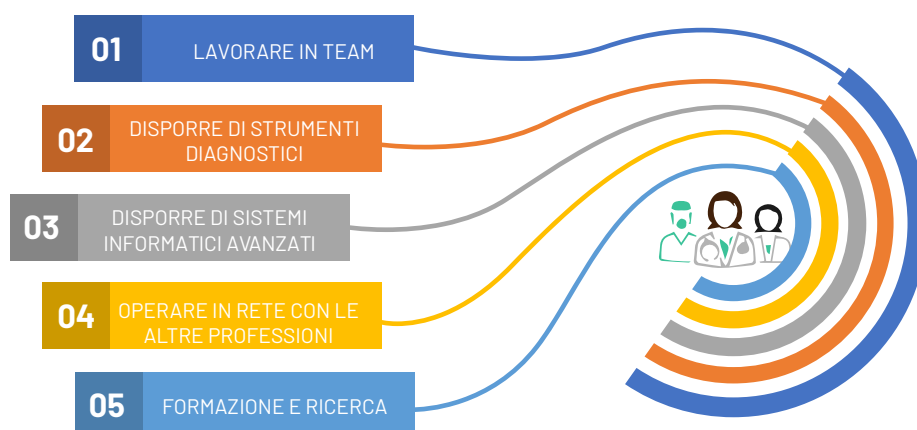 01
LAVORARE IN TEAM
02
DISPORRE DI STRUMENTI
DIAGNOSTICI
03
DISPORRE DI SISTEMI
INFORMATICI AVANZATI
04
OPERARE IN RETE CON LE
ALTRE PROFESSIONI
05
FORMAZIONE E RICERCA